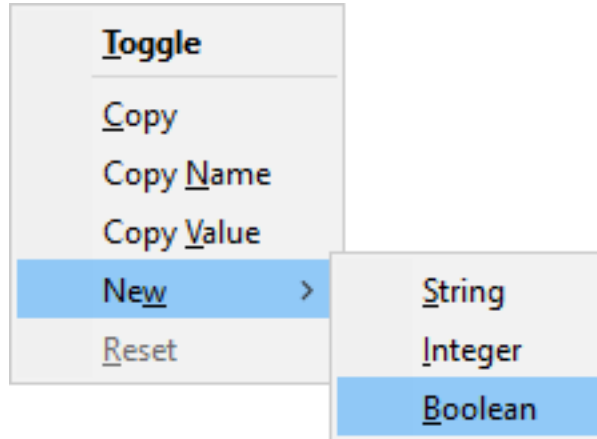 Toggle
Copy
Copy Name
Copy Value
New
Reset
String
Integer
Boolean